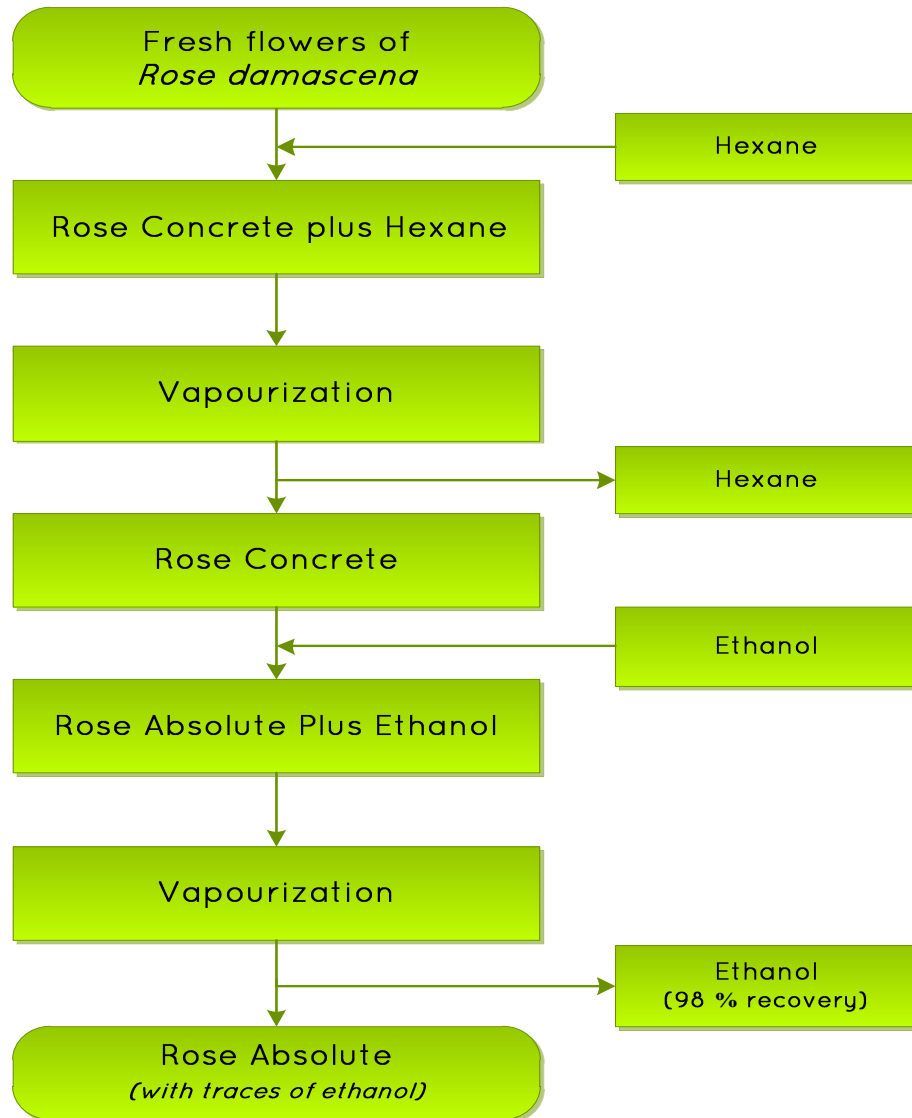 Fresh flowers of
Rose damascena
Hexane
Rose Concrete plus Hexane
Vapourization
Hexane
Rose Concrete
Ethanol
Rose Absolute Plus Ethanol
Vapourization
Ethanol
(98 % recovery)
Rose Absolute
(with traces of ethanol)